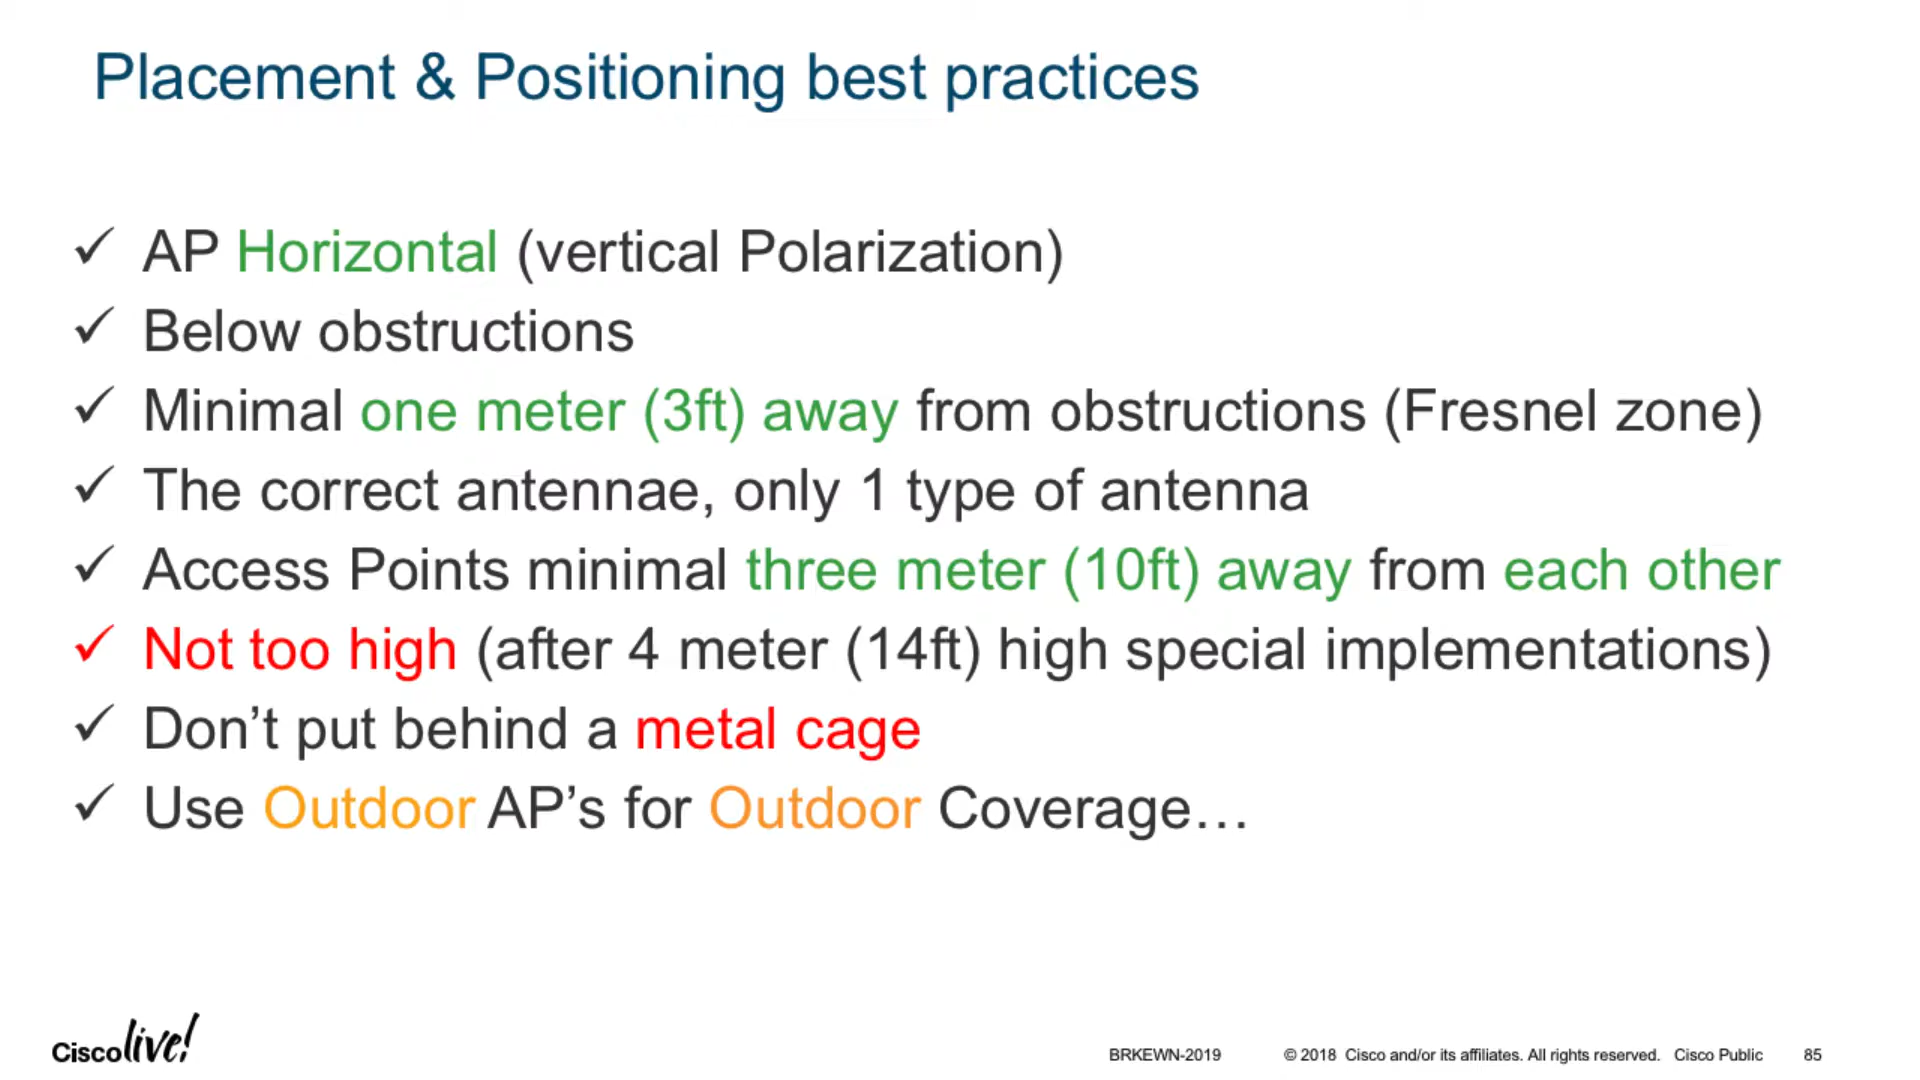 Placement & Positioning best practices
✓ AP Horizontal (vertical Polarization)
✓ Below obstructions
✓ Minimal one meter (3ft) away from obstructions (Fresnel zone)
✓ The correct antennae, only 1 type of antenna
✓ Access Points minimal three meter (10ft) away from each other
✓ Not too high (after 4 meter (14ft) high special implementations)
✓ Don’t put behind a metal cage
✓ Use Outdoor AP’s for Outdoor Coverage…
Cisco live! BRKEWN-2019 © 2018 Cisco and/or its affiliates. All rights reserved. Cisco Public 85